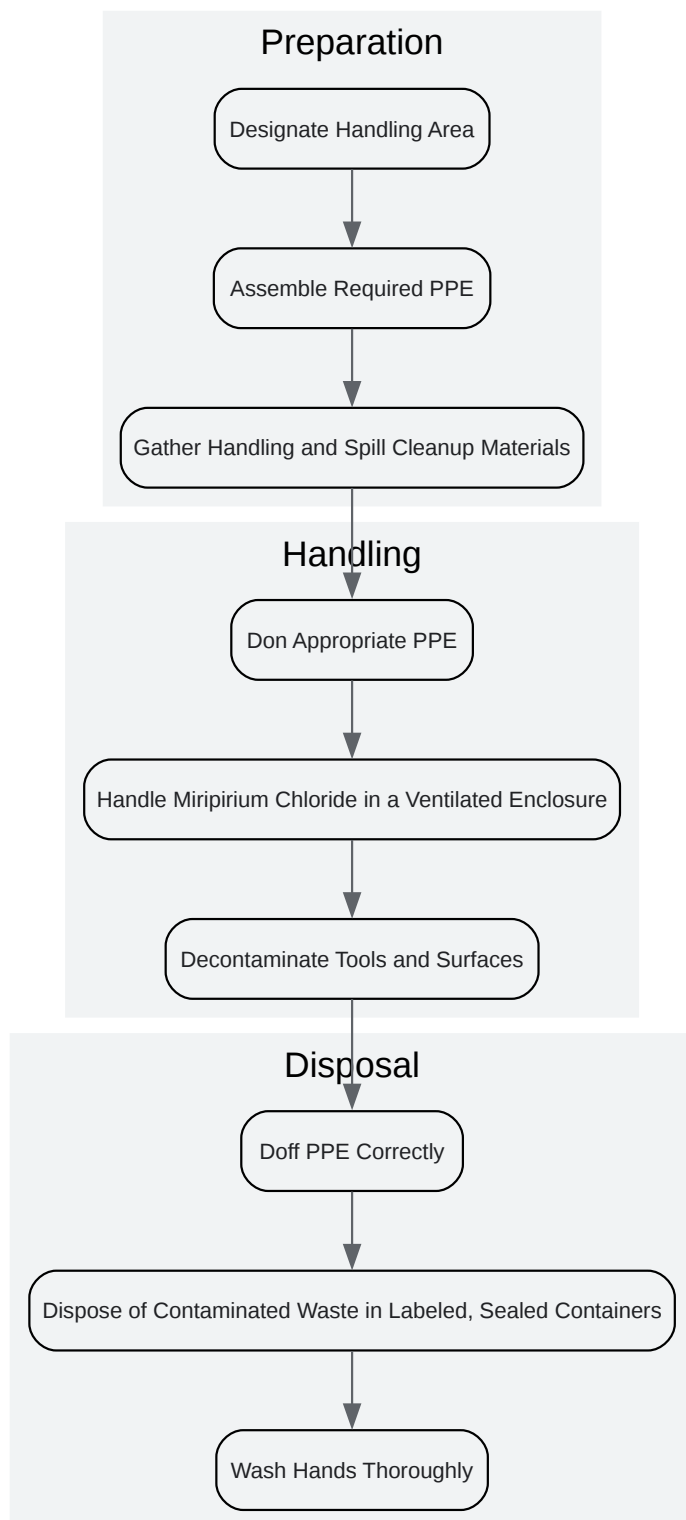 Preparation
Designate Handling Area
Assemble Required PPE
Gather Handling and Spill Cleanup Materials
Handling
Don Appropriate PPE
Handle Miripirium Chloride in a Ventilated Enclosure
Decontaminate Tools and Surfaces
Disposal
Doff PPE Correctly
Dispose of Contaminated Waste in Labeled, Sealed Containers
Wash Hands Thoroughly